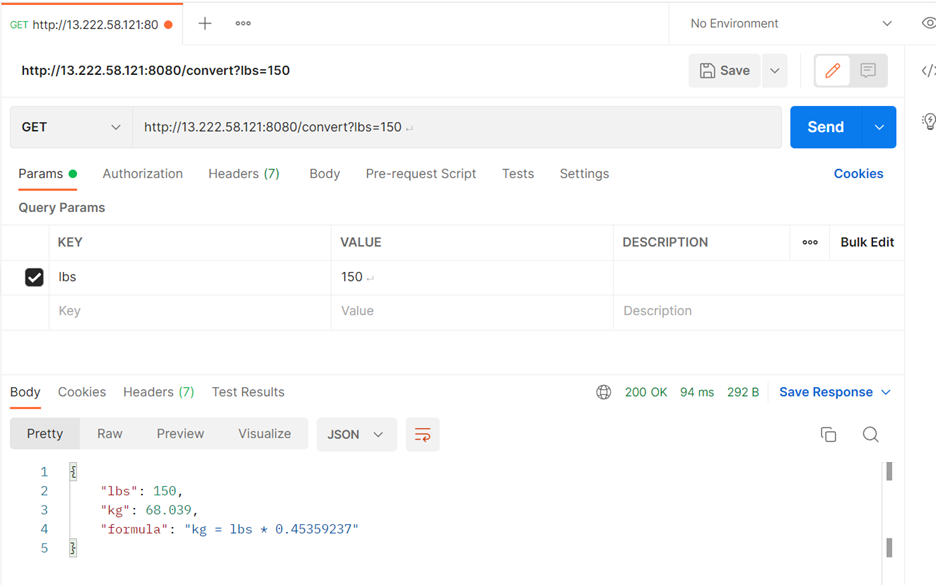 GET http://13.222.58.121:80 + ooo No Environment
http://13.222.58.121:8080/convert?lbs=150 Save
GET http://13.222.58.121:8080/convert?lbs=150 ↵ Send
Params Authorization Headers (7) Body Pre-request Script Tests Settings Cookies
Query Params
KEY VALUE DESCRIPTION ooo Bulk Edit
lbs 150 ↵
Key Value Description
Body Cookies Headers (7) Test Results 200 OK 94 ms 292 B Save Response
Pretty Raw Preview Visualize JSON
1 {
2 "lbs": 150,
3 "kg": 68.039,
4 "formula": "kg = lbs * 0.45359237"
5 }